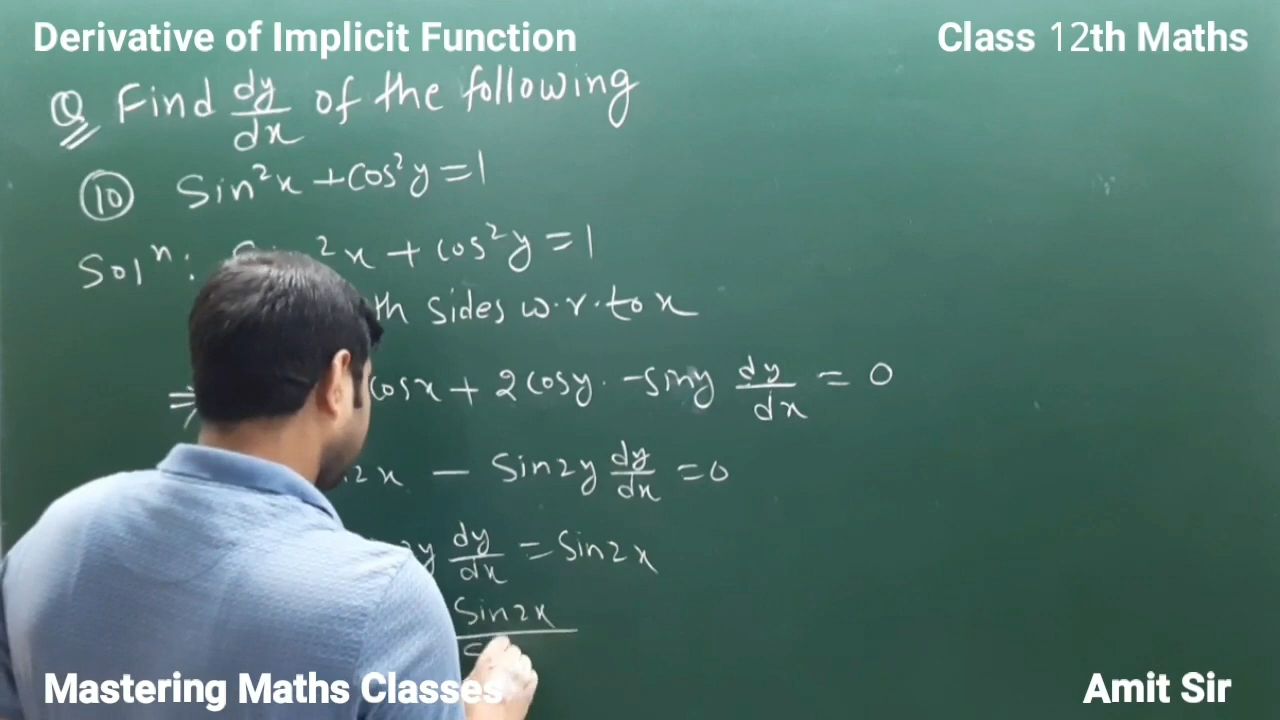 Derivative of Implicit Function
Class 12th Maths
Q Find dy/dx of the following
(10) Sin²x + Cos²y = 1
Solⁿ: ²x + Cos²y = 1
sides w.r.to x
⇒ Cosx + 2 Cosy. -siny dy/dx = 0
2x - Sin2y dy/dx = 0
y dy/dx = Sin2x
Sin2x
Mastering Maths Classes
Amit Sir